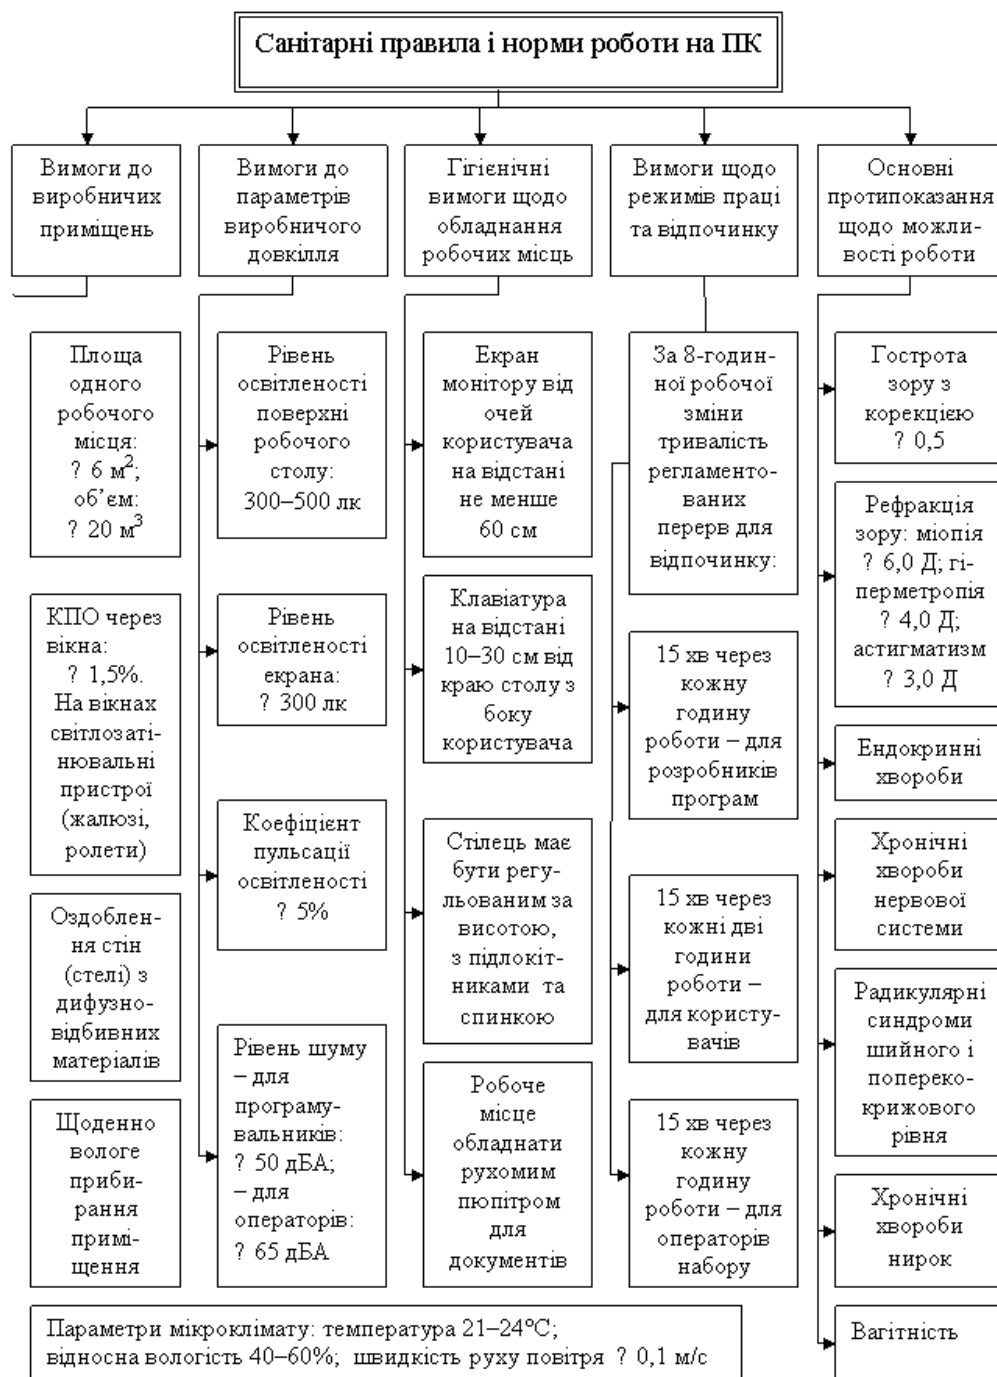 Санітарні правила і норми роботи на ПК
Вимоги до
виробничих
приміщень
Вимоги до
параметрів
виробничого
довкілля
Гігієнічні
вимоги щодо
обладнання
робочих місць
Вимоги щодо
режимів праці
та відпочинку
Основні
протипоказання
щодо можли-
вості роботи
Площа
одного
робочого
місця:
? 6 м²;
об’єм:
? 20 м³
КПО через
вікна:
? 1,5%.
На вікнах
світлозаті-
нювальні
пристрої
(жалюзі,
ролети)
Оздоблен-
ня стін
(стелі) з
дифузно-
відбивних
матеріалів
Щоденно
вологе
приби-
рання
примі-
щення
Рівень
освітленості
поверхні
робочого
столу:
300–500 лк
Рівень
освітленості
екрана:
? 300 лк
Коефіцієнт
пульсації
освітленості
? 5%
Рівень шуму
– для
програму-
вальників:
? 50 дБА;
– для
операторів:
? 65 дБА
Екран
монітору від
очей
користувача
на відстані
не менше
60 см
Клавіатура
на відстані
10–30 см від
краю столу з
боку
користувача
Стілець має
бути регу-
льованим за
висотою,
з підлокіт-
никами та
спинкою
Робоче
місце
обладнати
рухомим
пюпітром
для
документів
За 8-годин-
ної робочої
зміни
тривалість
регламенто-
ваних
перерв для
відпочинку:
15 хв через
кожну
годину
роботи – для
розробників
програм
15 хв через
кожні дві
години
роботи –
для користу-
вачів
15 хв через
кожну
годину
роботи – для
операторів
набору
Гострота
зору з
корекцією
? 0,5
Рефракція
зору: міопія
? 6,0 Д; гі-
перметропія
? 4,0 Д;
астигматизм
? 3,0 Д
Ендокринні
хвороби
Хронічні
хвороби
нервової
системи
Радикулярні
синдроми
шийного і
попереко-
крижового
рівня
Хронічні
хвороби
нирок
Вагітність
Параметри мікроклімату: температура 21–24°С;
відносна вологість 40–60%; швидкість руху повітря ? 0,1 м/с